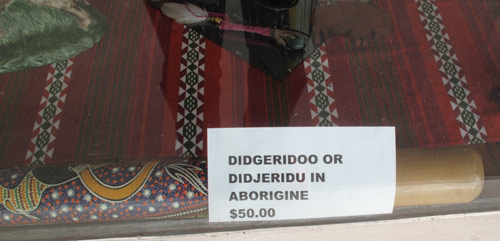 DIDGERIDOO OR
DIDJERIDU IN
ABORIGINE
$50.00